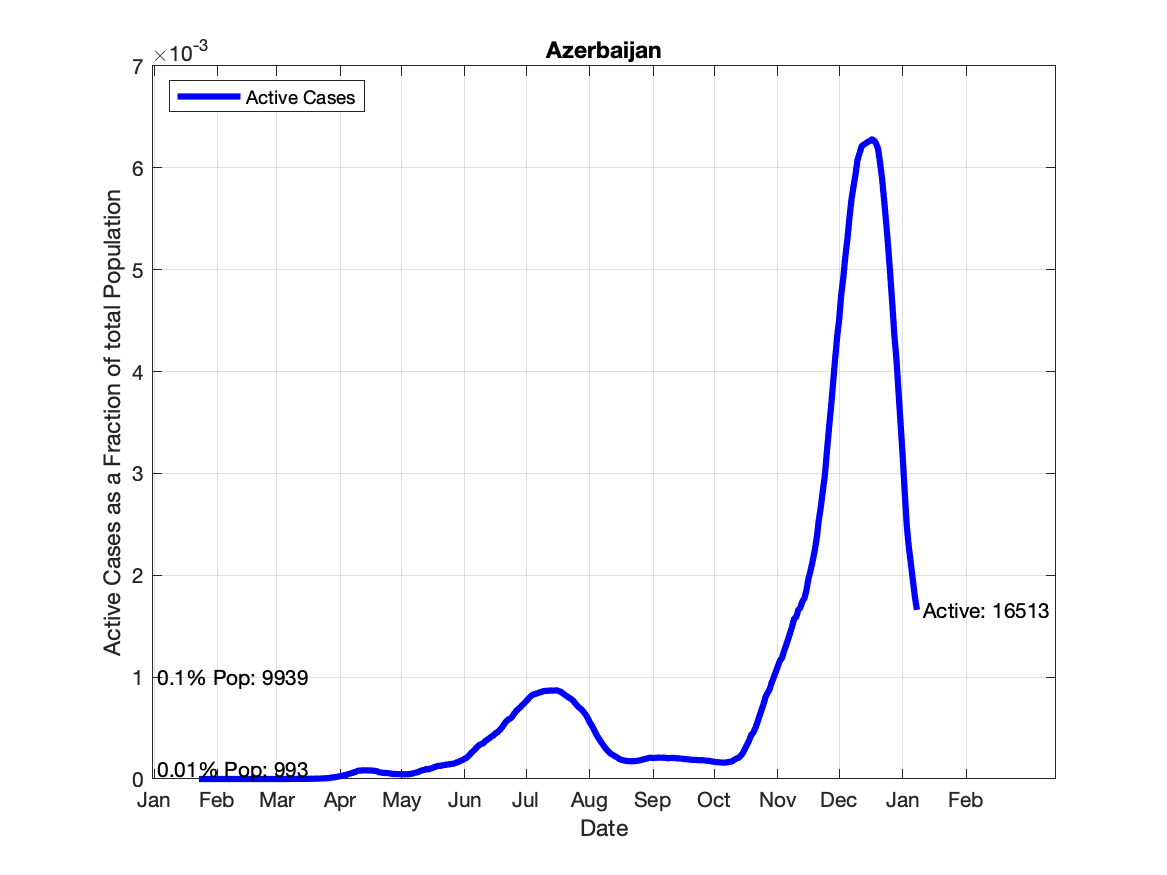 Azerbaijan
×10-3
Active Cases
7
6
5
4
3
2
1
0
Active Cases as a Fraction of total Population
0.1% Pop: 9939
0.01% Pop: 993
Active: 16513
Jan Feb Mar Apr May Jun Jul Aug Sep Oct Nov Dec Jan Feb
Date